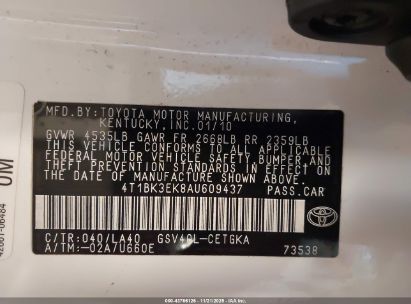 MFD.BY: TOYOTA MOTOR MANUFACTURING,
KENTUCKY, INC. 01/10
GVWR 4535LB GAWR FR 2668LB RR 2359LB
THIS VEHICLE CONFORMS TO ALL APPLICABLE
FEDERAL MOTOR VEHICLE SAFETY, BUMPER, AND
THEFT PREVENTION STANDARDS IN EFFECT ON
THE DATE OF MANUFACTURE SHOWN ABOVE.
4T1BK3EK8AU609437 PASS.CAR
C/TR: 040/LA40 GSV40L-CETGKA
A/TM: -02A/U660E 73538
TOYOTA